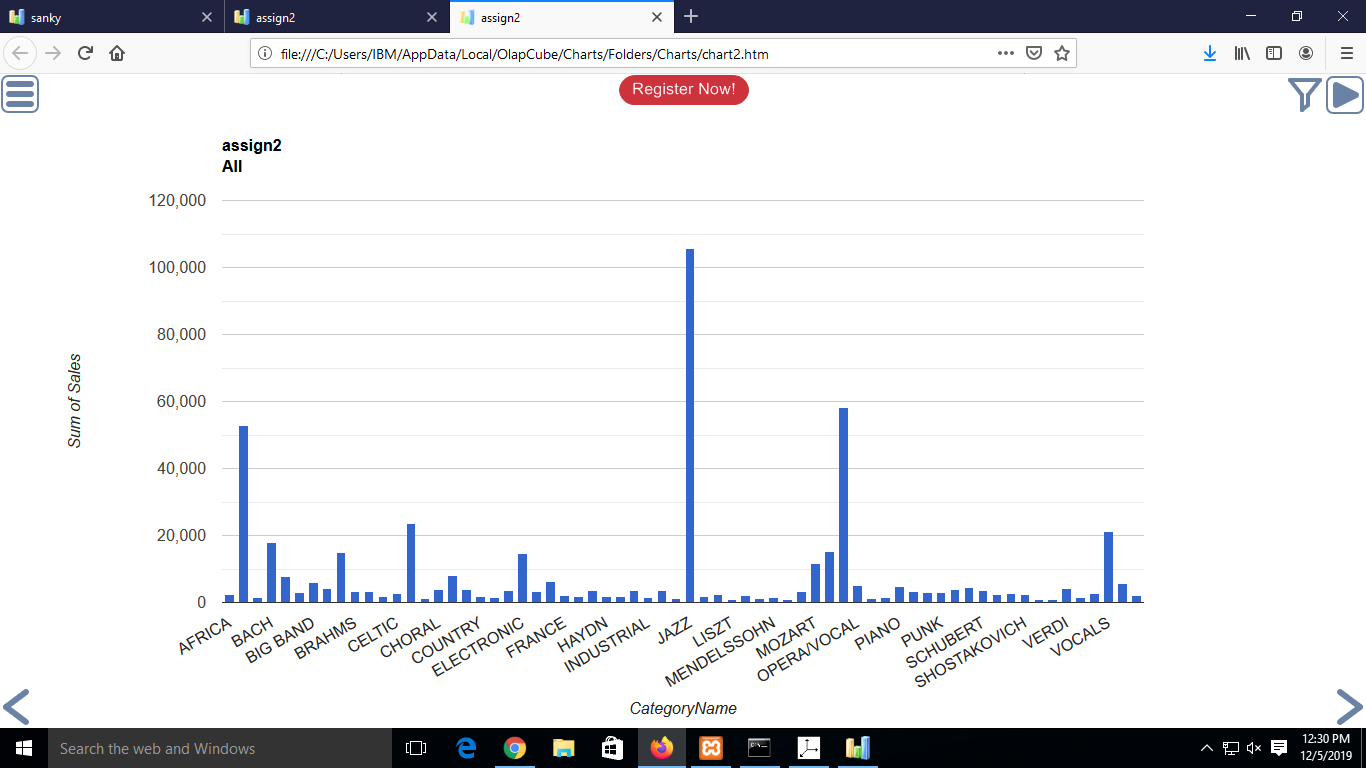 sanky
assign2
assign2
file:///C:/Users/IBM/AppData/Local/OlapCube/Charts/Folders/Charts/chart2.htm
Register Now!
assign2
All
120,000
100,000
80,000
60,000
40,000
20,000
0
Sum of Sales
AFRICA
BACH
BIG BAND
BRAHMS
CELTIC
CHORAL
COUNTRY
ELECTRONIC
FRANCE
HAYDN
INDUSTRIAL
JAZZ
LISZT
MENDELSSOHN
MOZART
OPERA/VOCAL
PIANO
PUNK
SCHUBERT
SHOSTAKOVICH
VERDI
VOCALS
CategoryName
Search the web and Windows
12:30 PM
12/5/2019